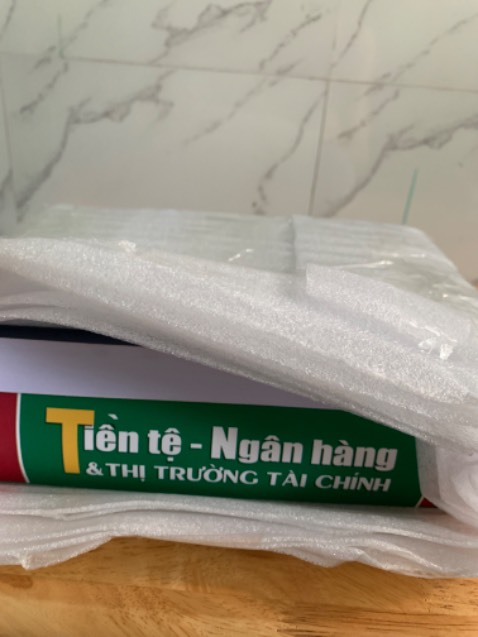 Tiền tệ - Ngân hàng
& THỊ TRƯỜNG TÀI CHÍNH